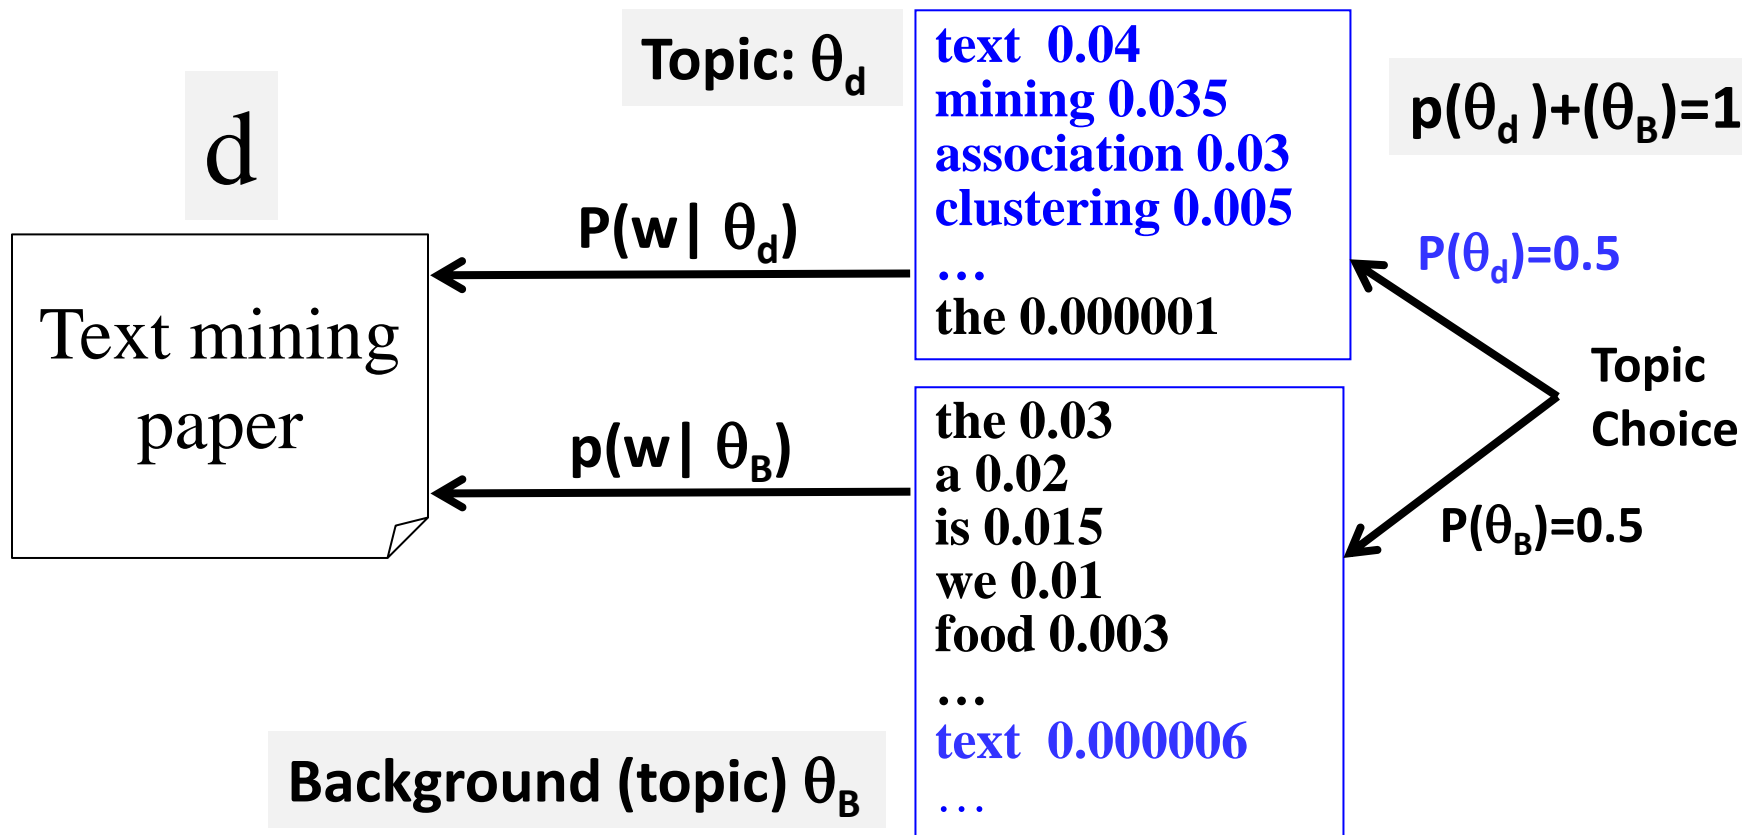 d
Text mining
paper
Topic: θd
P(w| θd)
p(w| θB)
Background (topic) θB
text 0.04
mining 0.035
association 0.03
clustering 0.005
…
the 0.000001
the 0.03
a 0.02
is 0.015
we 0.01
food 0.003
…
text 0.000006
…
p(θd )+(θB)=1
P(θd)=0.5
Topic
Choice
P(θB)=0.5